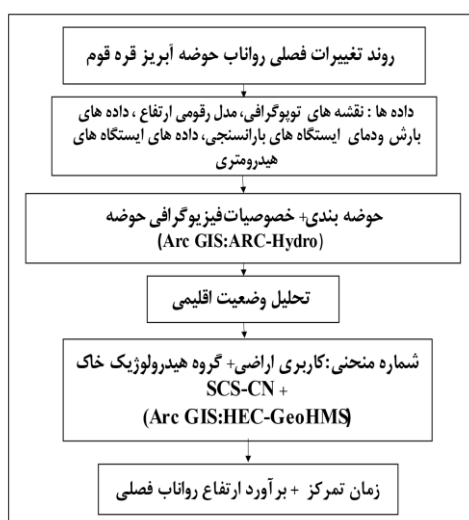 روند تغییرات فصلی رواناب حوضه آبریز قره قوم
داده ها : نقشه های توپوگرافی، مدل رقومی ارتفاع ، داده های
بارش ودمای ایستگاه های بارانسنجی، داده های ایستگاه های
هیدرومتری
حوضه بندی+ خصوصیات فیزیوگرافی حوضه
(Arc GIS:ARC-Hydro)
تحلیل وضعیت اقلیمی
شماره منحنی:کاربری اراضی+ گروه هیدرولوژیک خاک
SCS-CN +
(Arc GIS:HEC-GeoHMS)
زمان تمرکز + برآورد ارتفاع رواناب فصلی